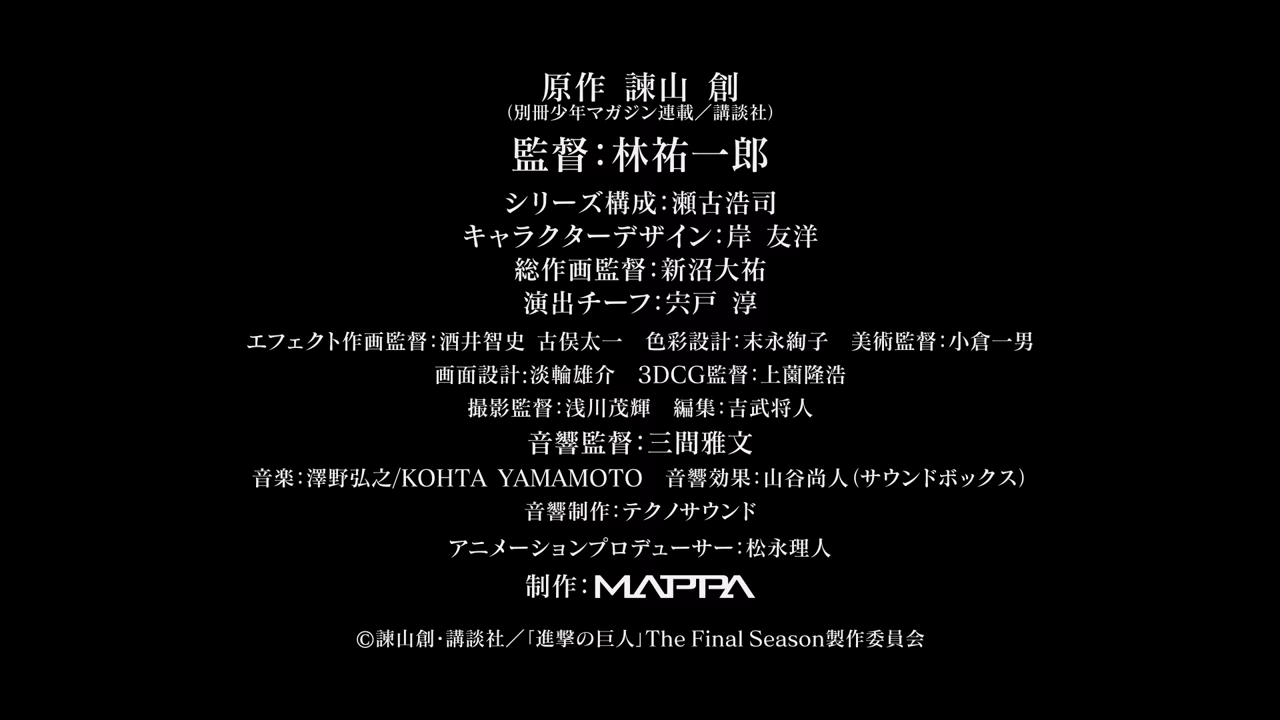 原作 諫山 創
(別冊少年マガジン連載／講談社)
監督：林祐一郎
シリーズ構成：瀬古浩司
キャラクターデザイン：岸 友洋
総作画監督：新沼大祐
演出チーフ：宍戸 淳
エフェクト作画監督：酒井智史 古俣太一　色彩設計：末永絢子　美術監督：小倉一男
画面設計：淡輪雄介　3DCG監督：上薗隆浩
撮影監督：浅川茂輝　編集：吉武将人
音響監督：三間雅文
音楽：澤野弘之/KOHTA YAMAMOTO　音響効果：山谷尚人（サウンドボックス）
音響制作：テクノサウンド
アニメーションプロデューサー：松永理人
制作：MAPPA
©諫山創・講談社／「進撃の巨人」The Final Season製作委員会